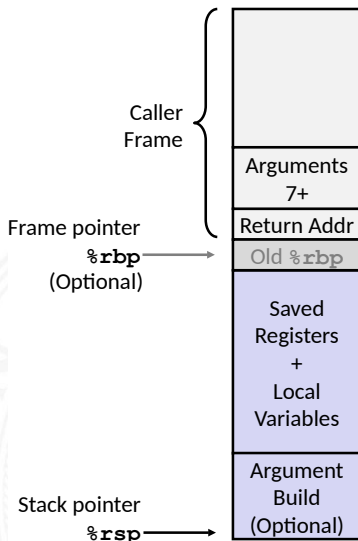 Caller
Frame
Arguments
7+
Return Addr
Frame pointer
%rbp
(Optional)
Old %rbp
Saved
Registers
+
Local
Variables
Argument
Build
(Optional)
Stack pointer
%rsp